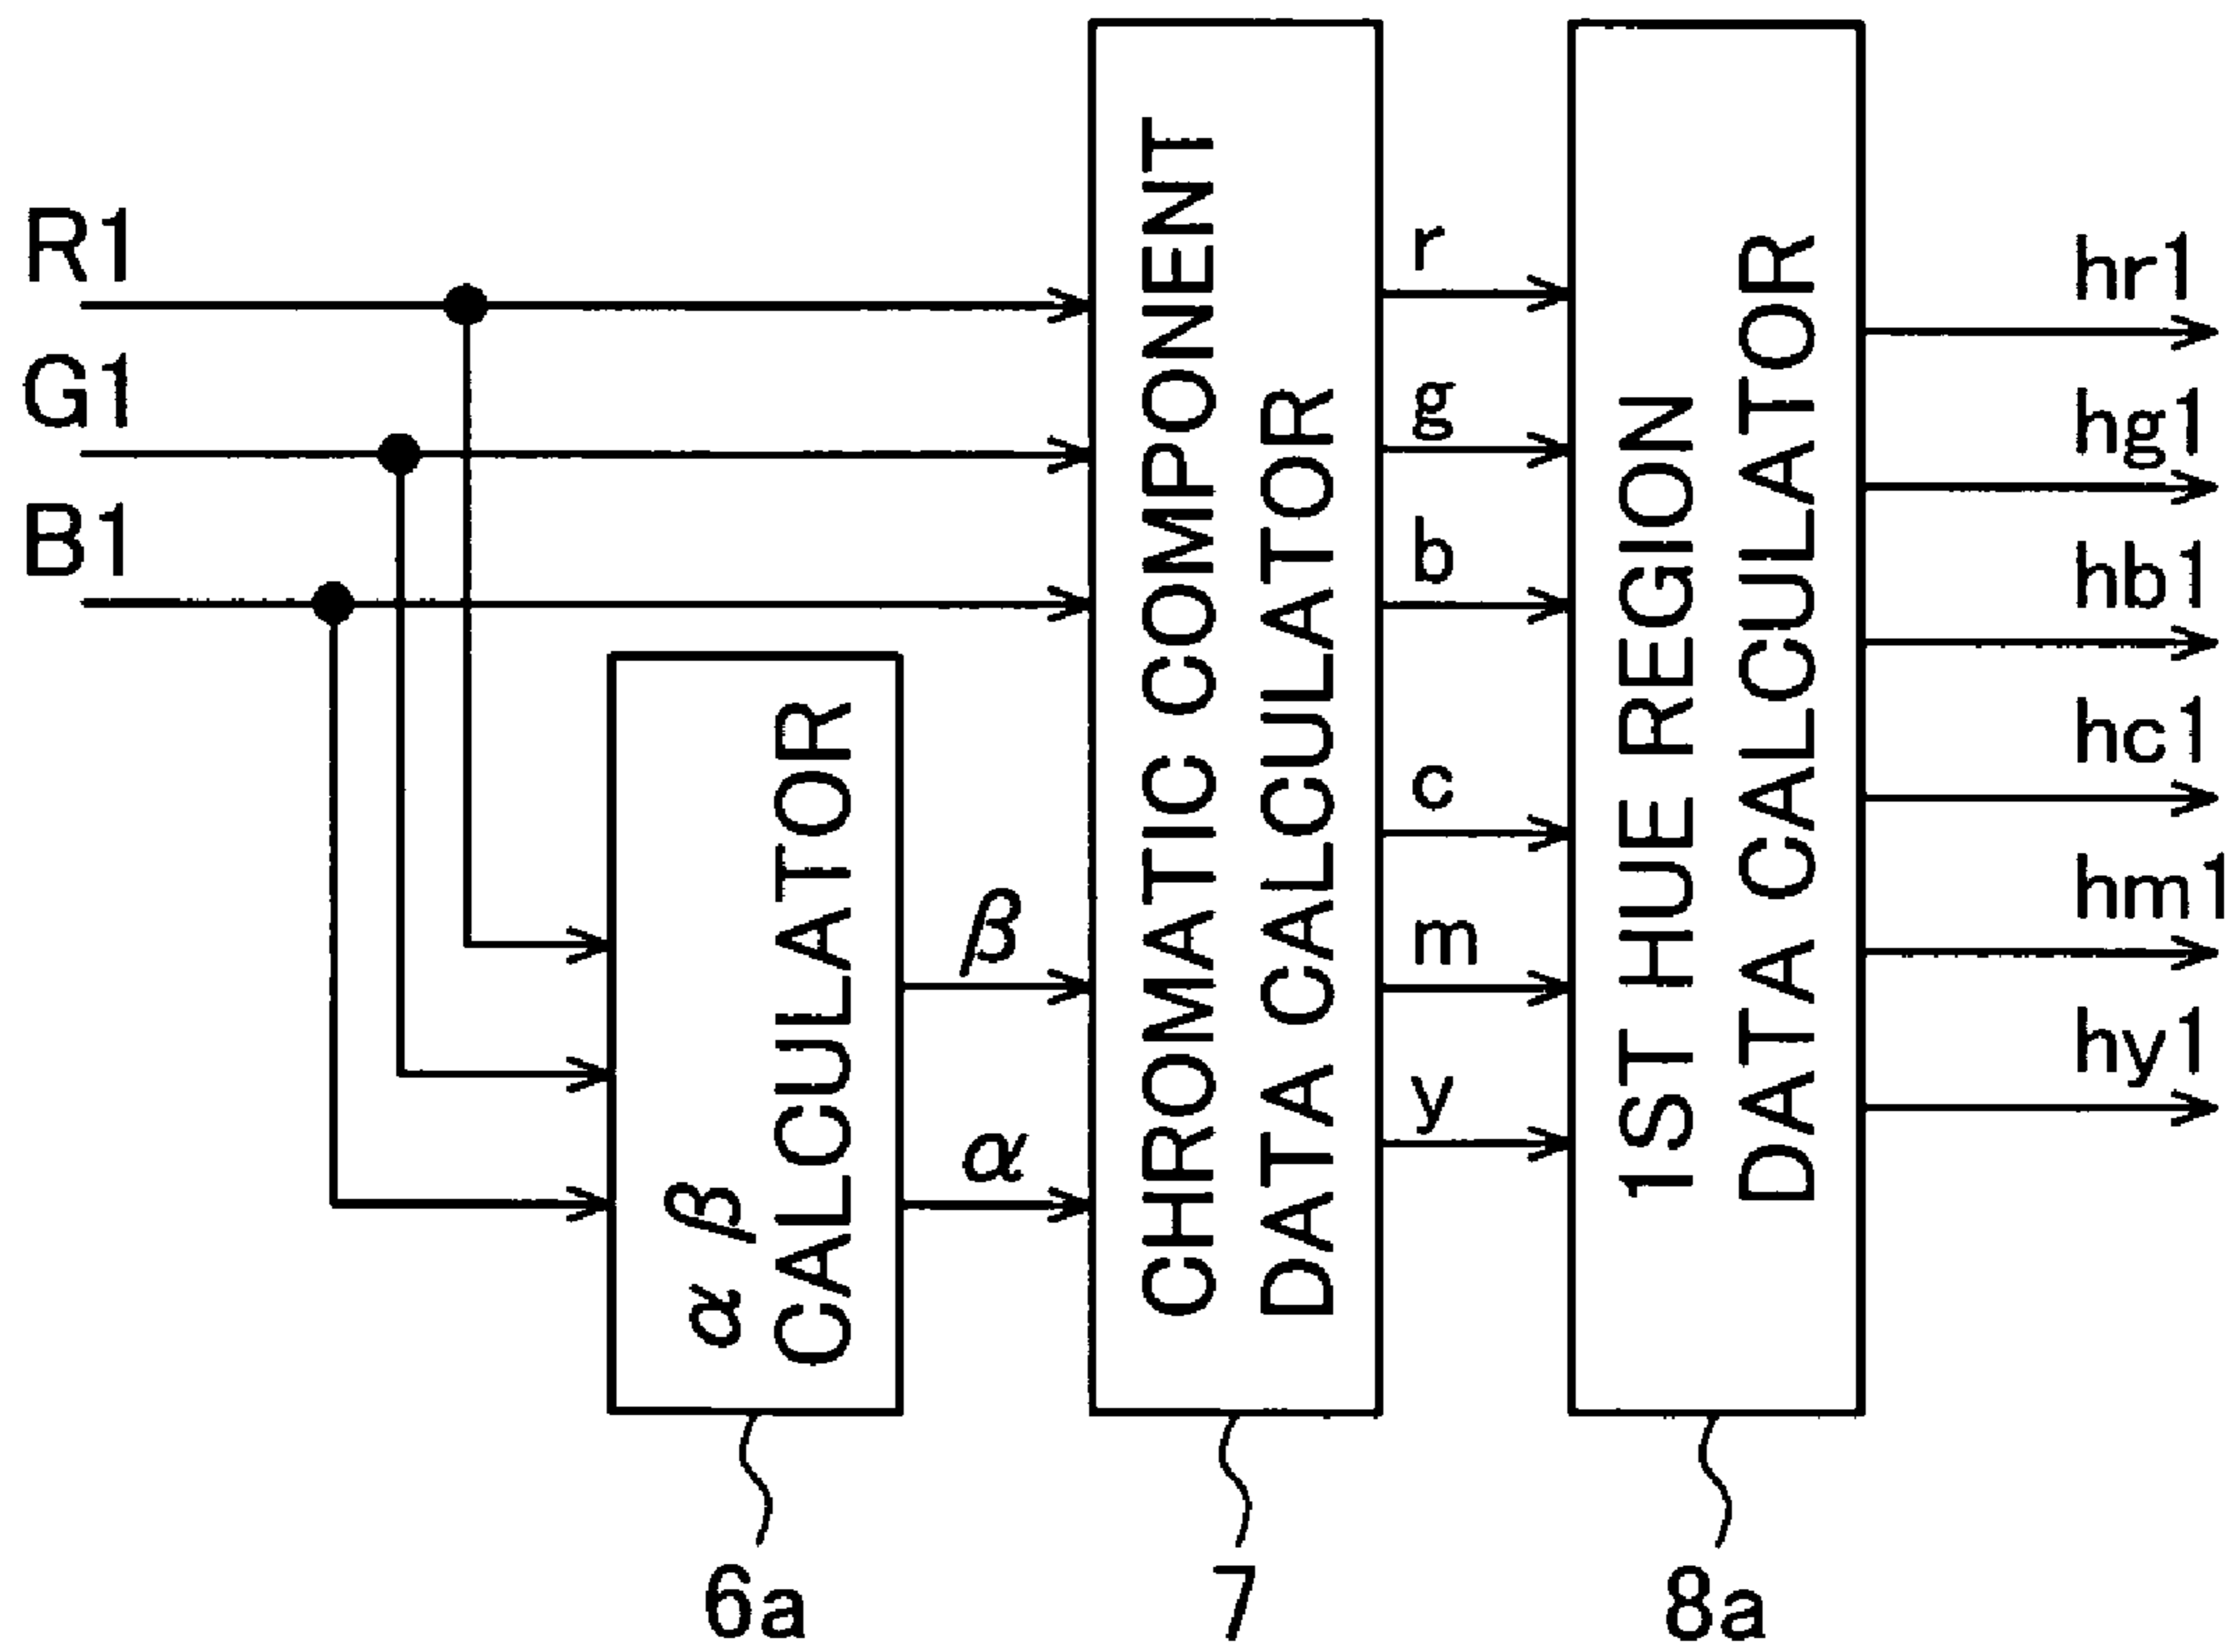 R1
G1
B1
α β
CALCULATOR
β
α
CHROMATIC COMPONENT
DATA CALCULATOR
r
g
b
c
m
y
1ST HUE REGION
DATA CALCULATOR
hr1
hg1
hb1
hc1
hm1
hy1
6a
7
8a